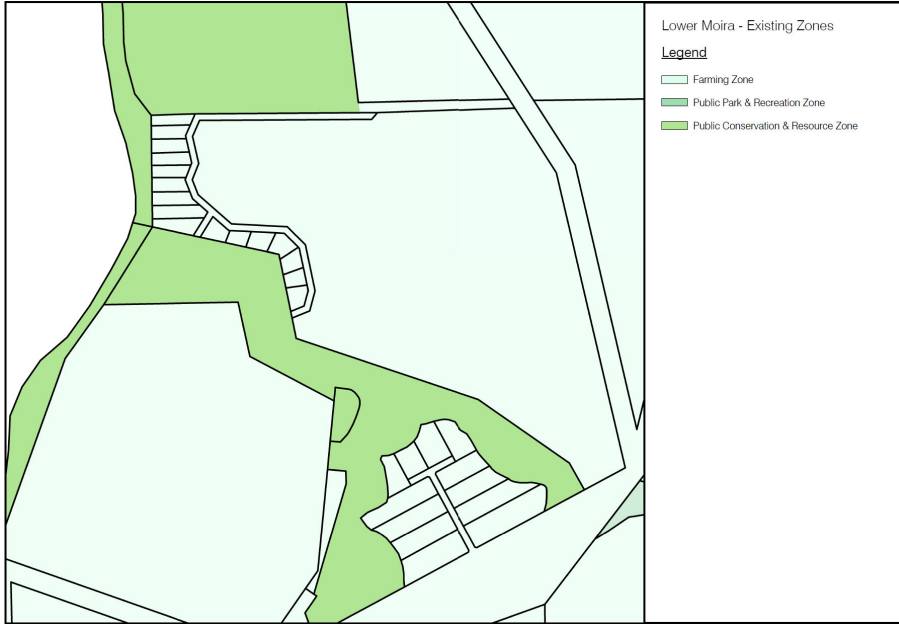 Lower Moira - Existing Zones
Legend
Farming Zone
Public Park & Recreation Zone
Public Conservation & Resource Zone